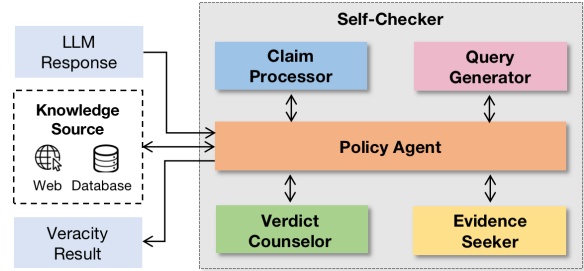 LLM
Response
Knowledge
Source
Web Database
Veracity
Result
Self-Checker
Claim
Processor
Query
Generator
Policy Agent
Verdict
Counselor
Evidence
Seeker